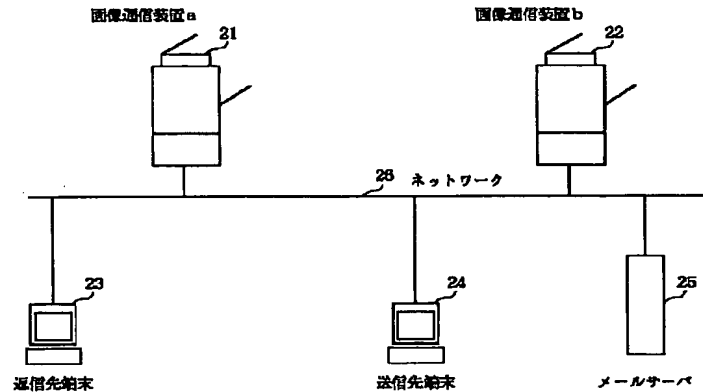 画像通信装置a
21
画像通信装置b
22
26
ネットワーク
23
24
25
返信先端末
送信先端末
メールサーバ